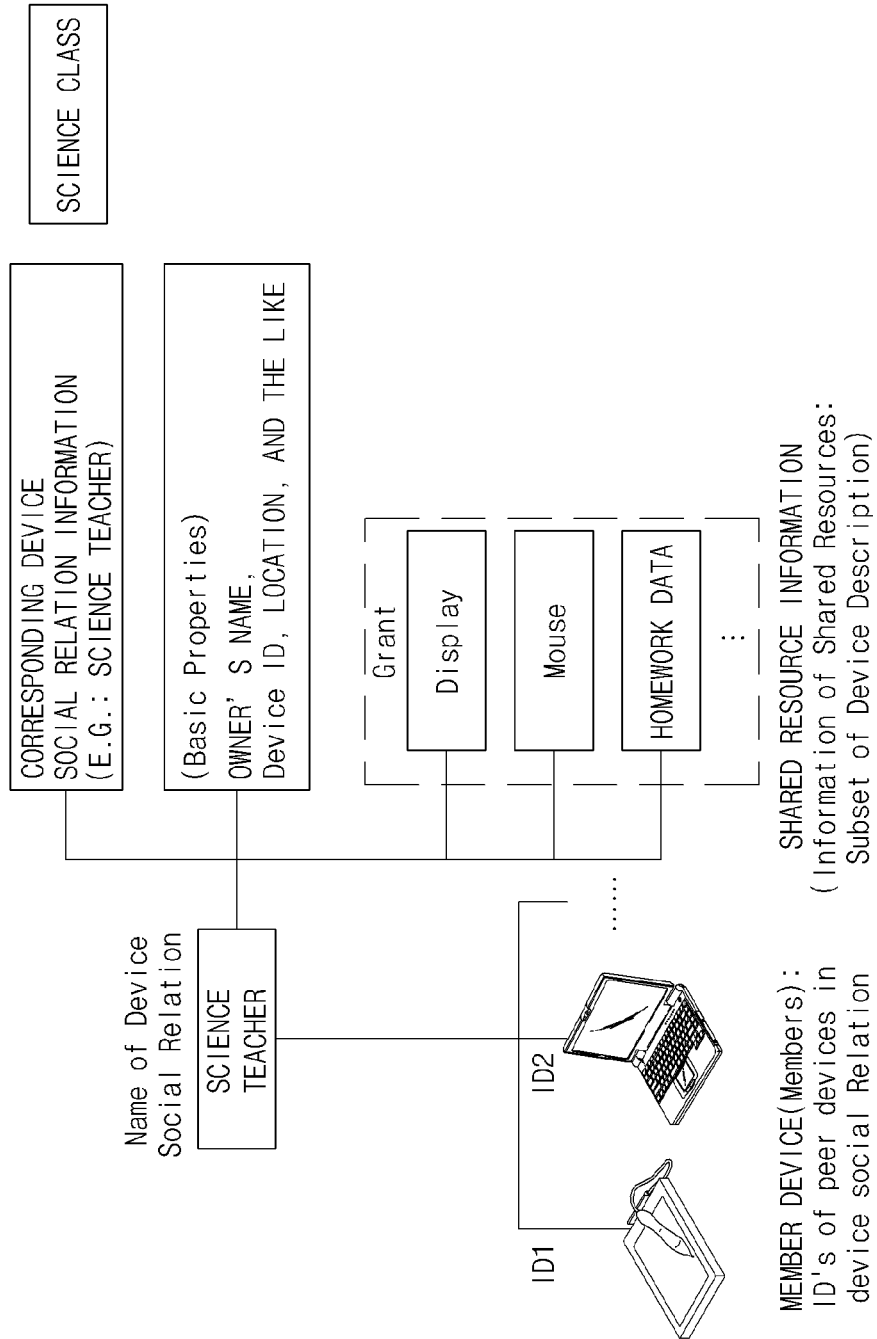 SCIENCE CLASS
CORRESPONDING DEVICE
SOCIAL RELATION INFORMATION
(E.G.: SCIENCE TEACHER)
(Basic Properties)
OWNER'S NAME,
Device ID, LOCATION, AND THE LIKE
Name of Device
Social Relation
SCIENCE
TEACHER
Grant
Display
Mouse
HOMEWORK DATA
⋮
SHARED RESOURCE INFORMATION
(Information of Shared Resources:
Subset of Device Description)
ID1
ID2
......
MEMBER DEVICE(Members):
ID's of peer devices in
device social Relation